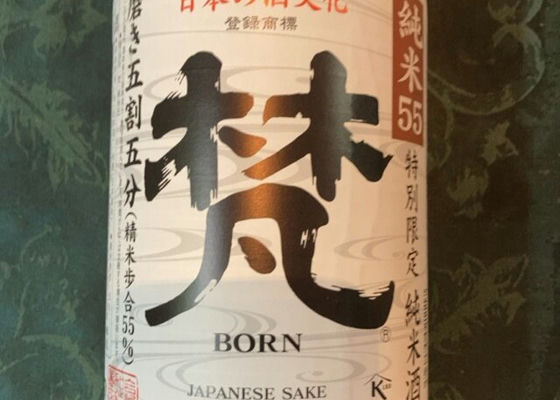 日本の酒文化
登録商標
純米55
特別限定 純米酒
梵
磨き五割五分(精米歩合55%)
BORN
JAPANESE SAKE
K